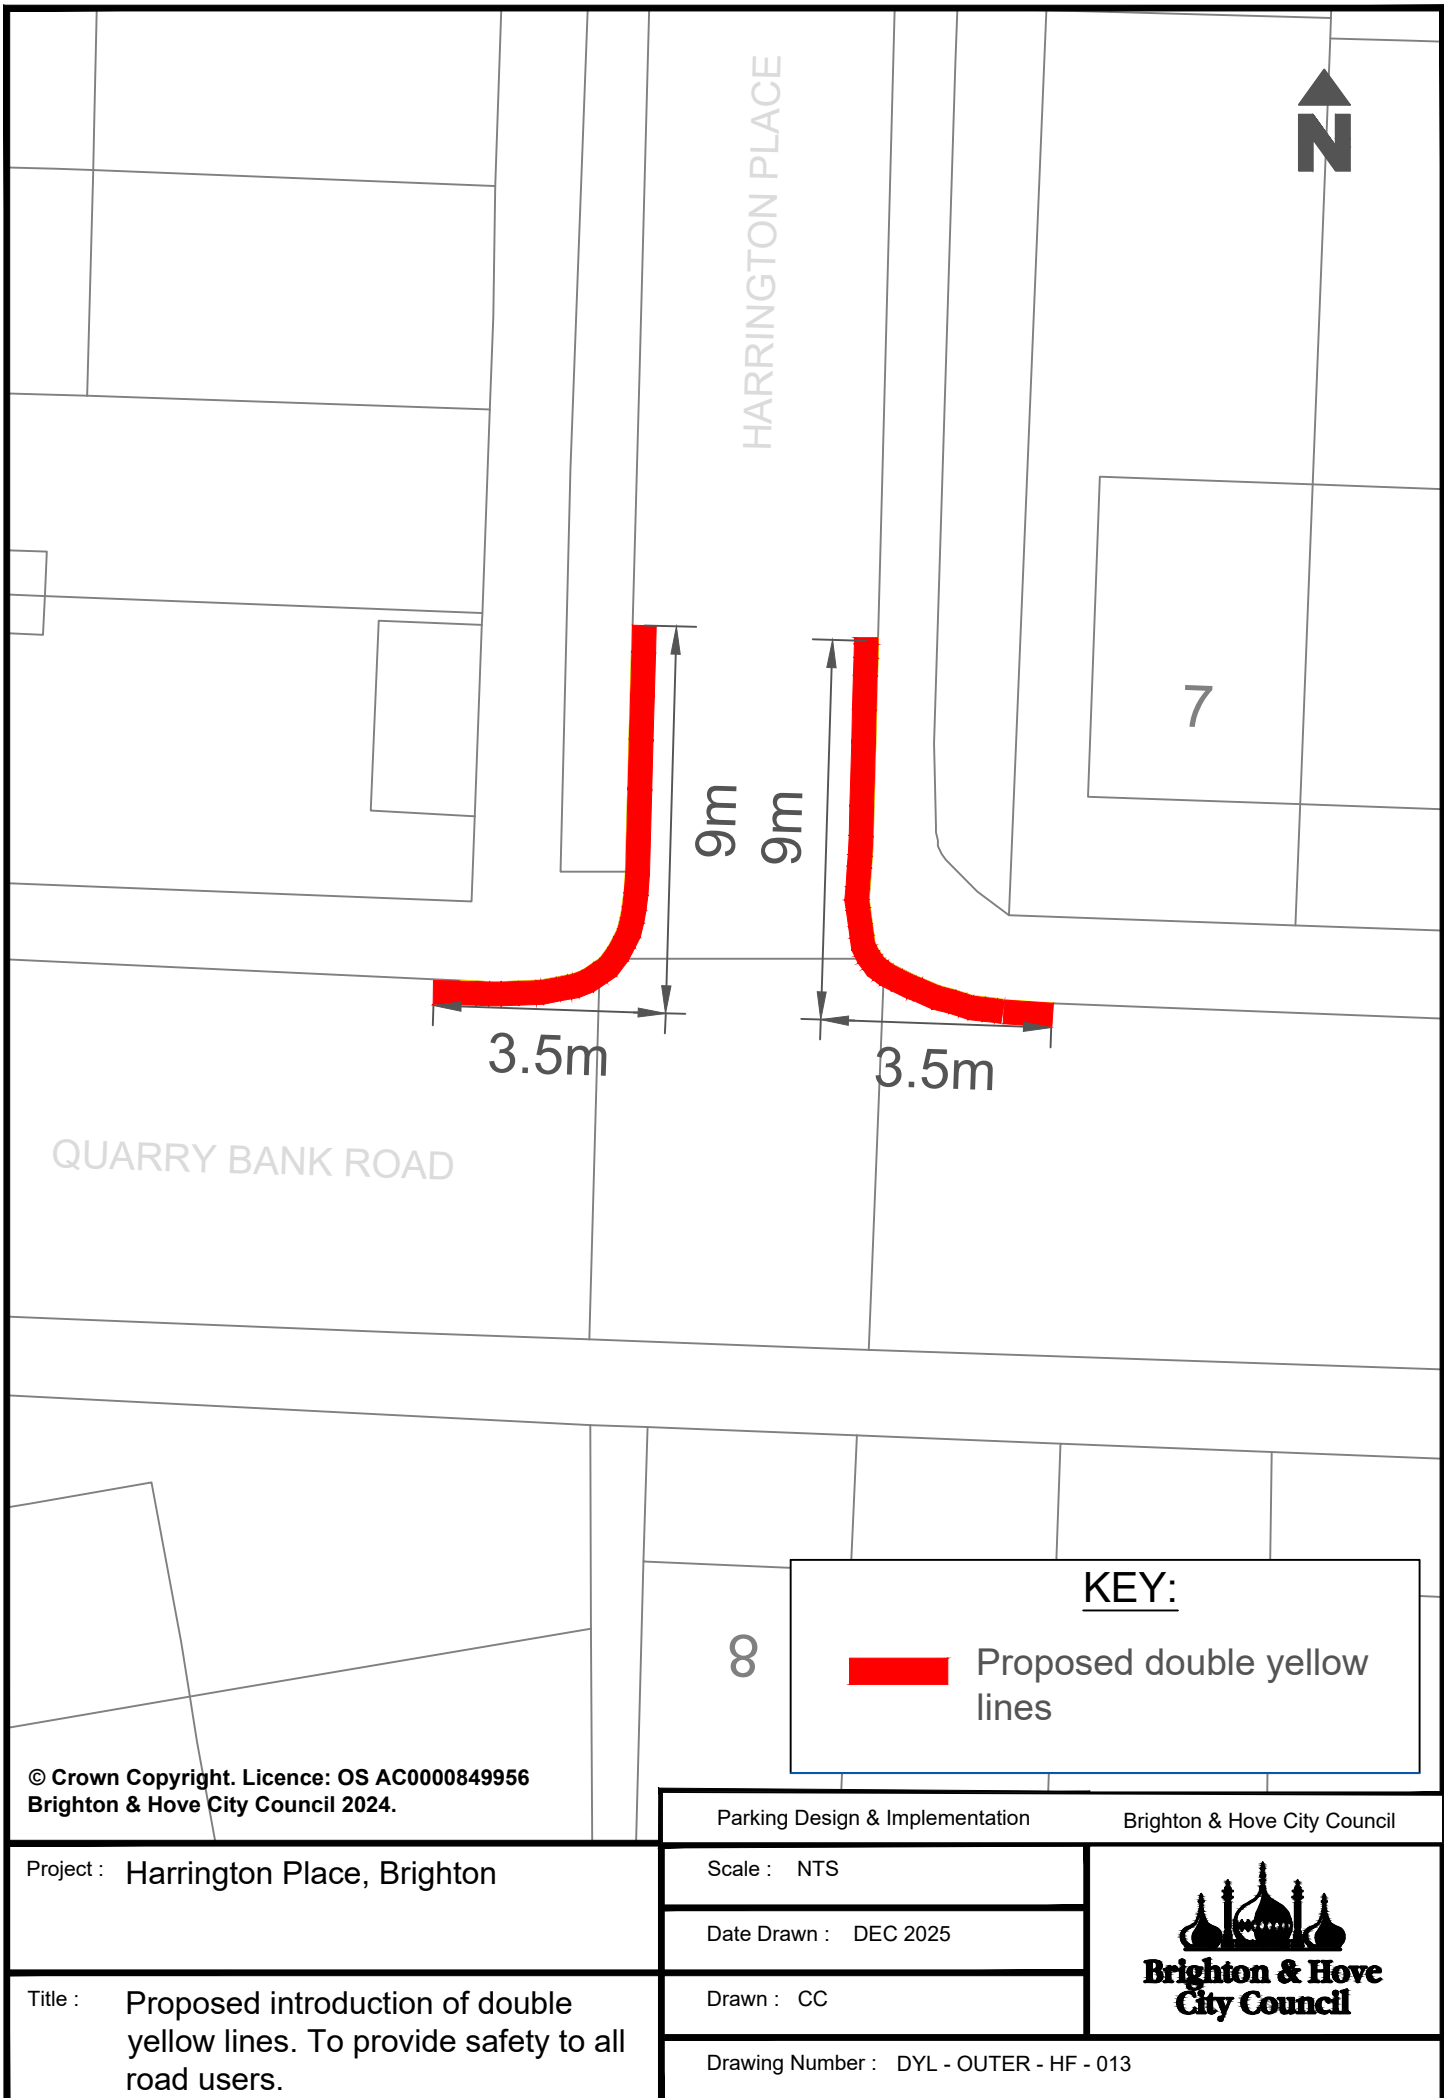 HARRINGTON PLACE
N
7
9m
9m
3.5m
3.5m
QUARRY BANK ROAD
KEY:
Proposed double yellow
lines
8
© Crown Copyright. Licence: OS AC0000849956
Brighton & Hove City Council 2024.
Parking Design & Implementation
Brighton & Hove City Council
Project : Harrington Place, Brighton
Scale : NTS
Date Drawn : DEC 2025
Brighton & Hove
City Council
Title : Proposed introduction of double
yellow lines. To provide safety to all
road users.
Drawn : CC
Drawing Number : DYL - OUTER - HF - 013